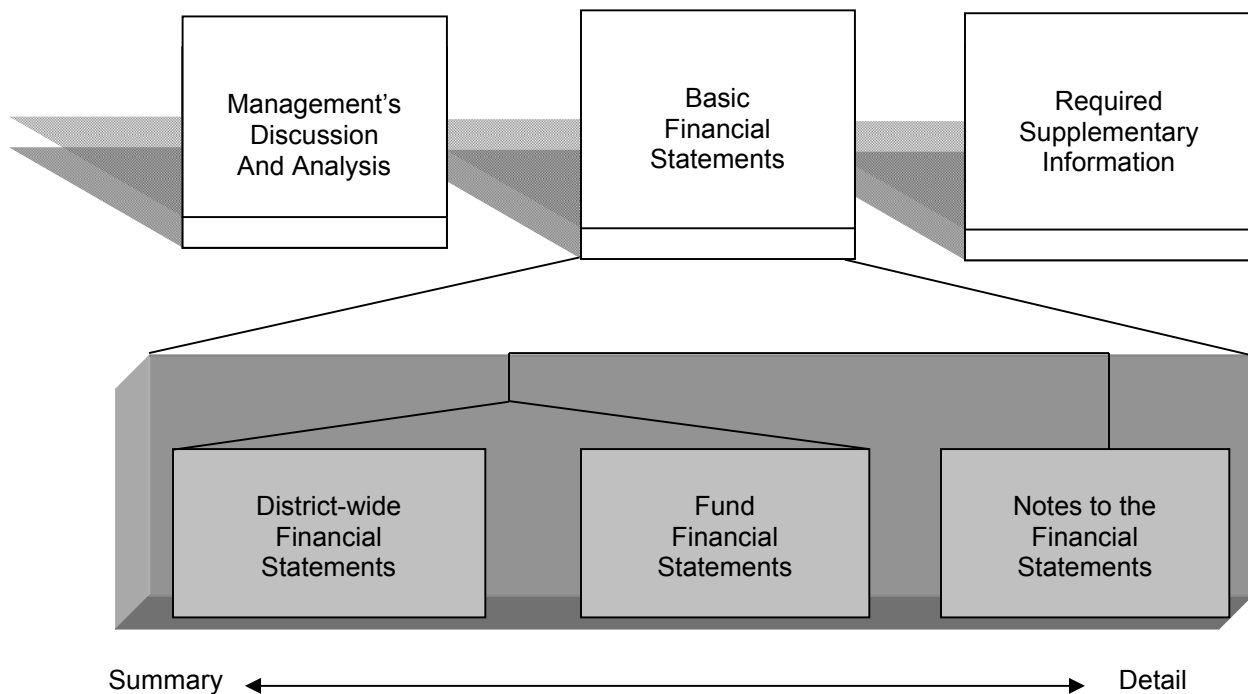 Management’s
Discussion
And Analysis
Basic
Financial
Statements
Required
Supplementary
Information
District-wide
Financial
Statements
Fund
Financial
Statements
Notes to the
Financial
Statements
Summary
Detail